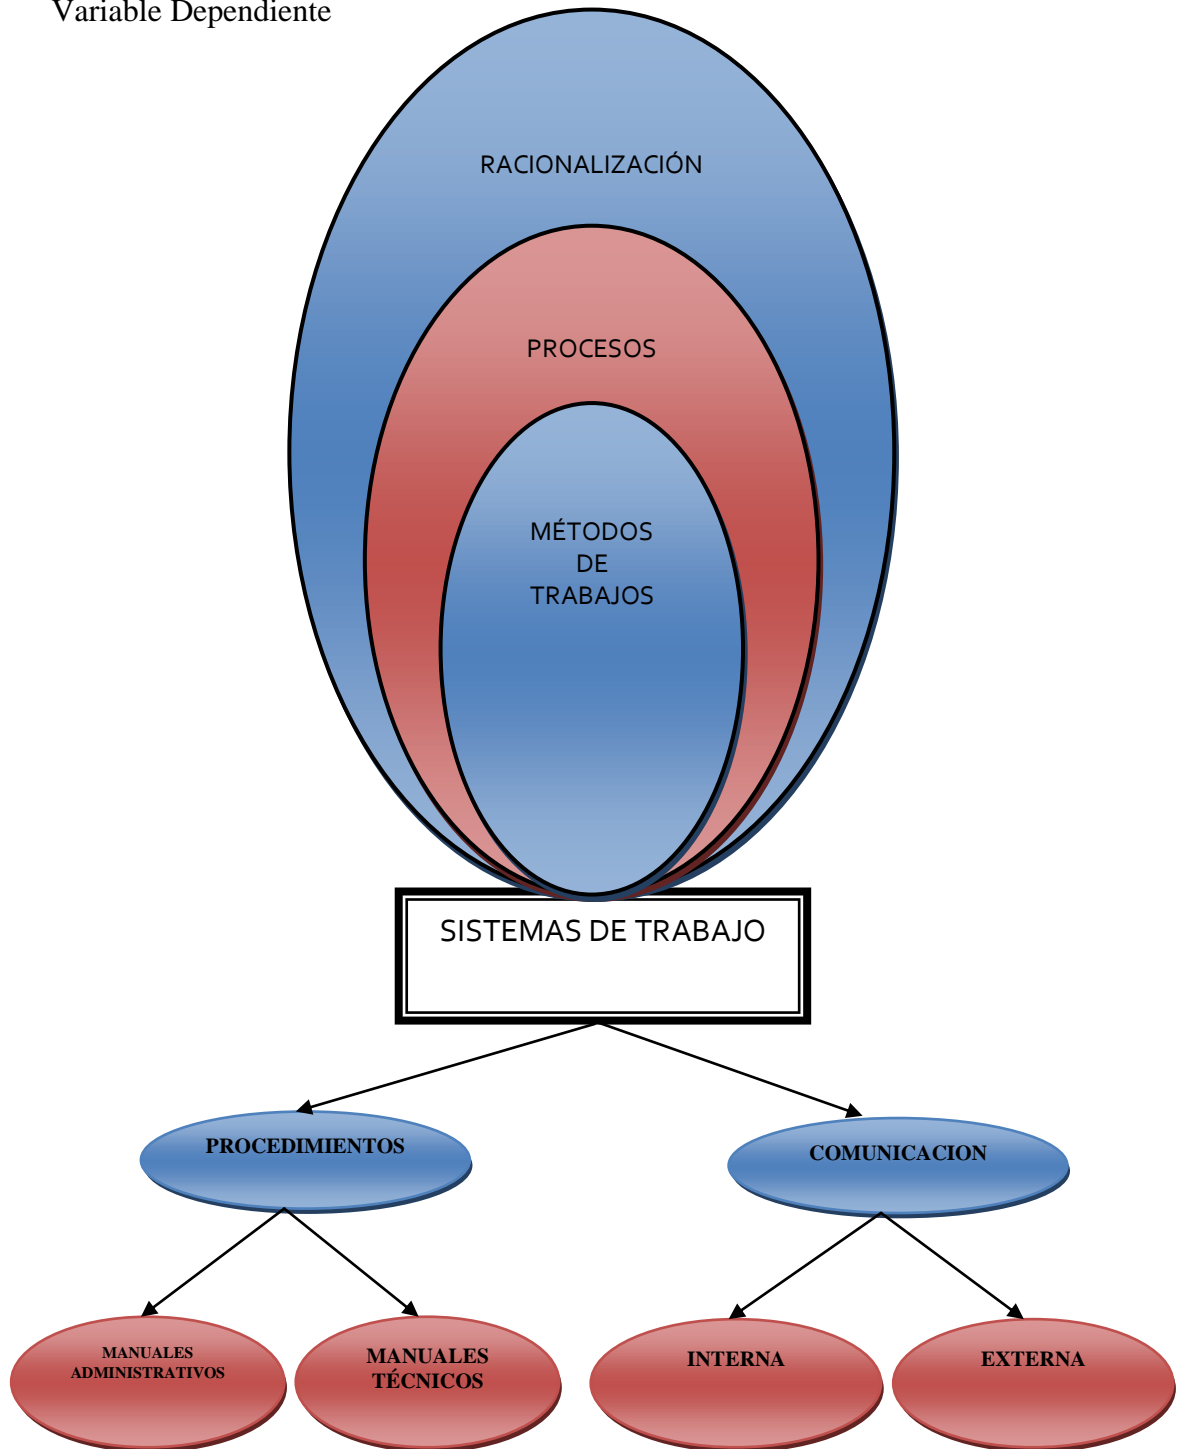 Variable Dependiente
RACIONALIZACIÓN
PROCESOS
MÉTODOS
DE
TRABAJOS
SISTEMAS DE TRABAJO
PROCEDIMIENTOS
COMUNICACION
MANUALES
ADMINISTRATIVOS
MANUALES
TÉCNICOS
INTERNA
EXTERNA